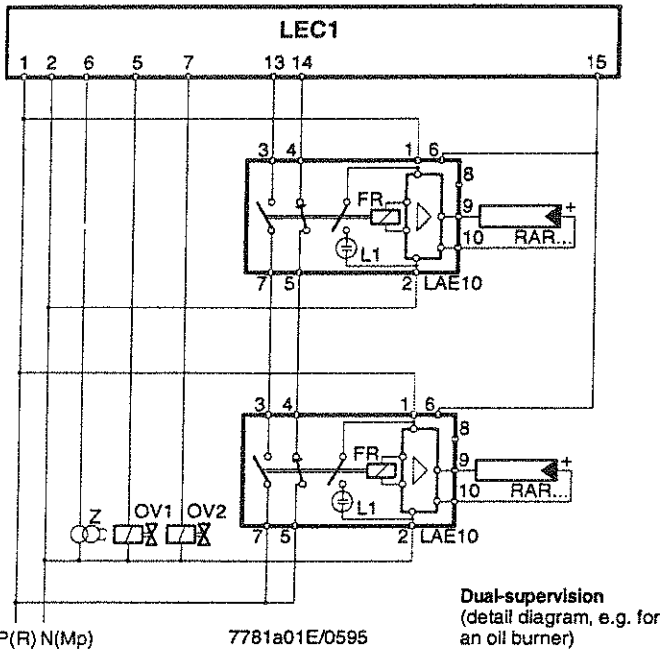 LEC1
1 2 6 5 7 13 14 15
3 4 1 6
8
FR
9 +
10 RAR...
L1
7 5 2 LAE10
3 4 1 6
8
FR
9 +
10 RAR...
L1
Z OV1 OV2
7 5 2 LAE10
P(R) N(Mp)
7781a01E/0595
Dual-supervision
(detail diagram, e.g. for
an oil burner)